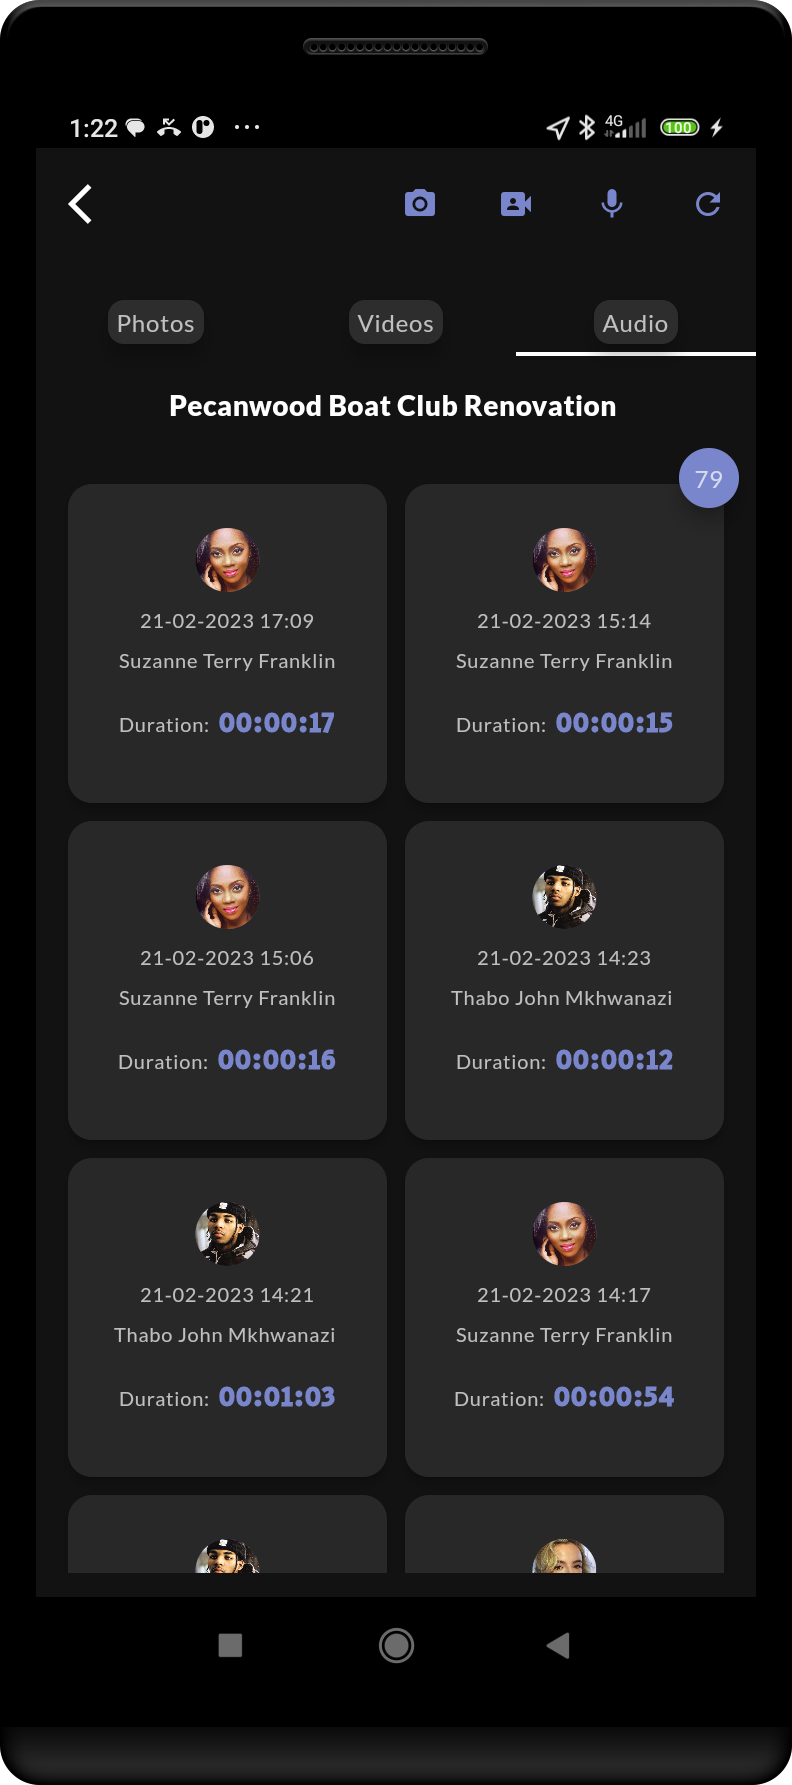 1:22 4G 100
Photos Videos Audio
Pecanwood Boat Club Renovation
79
21-02-2023 17:09
Suzanne Terry Franklin
Duration: 00:00:17
21-02-2023 15:14
Suzanne Terry Franklin
Duration: 00:00:15
21-02-2023 15:06
Suzanne Terry Franklin
Duration: 00:00:16
21-02-2023 14:23
Thabo John Mkhwanazi
Duration: 00:00:12
21-02-2023 14:21
Thabo John Mkhwanazi
Duration: 00:01:03
21-02-2023 14:17
Suzanne Terry Franklin
Duration: 00:00:54